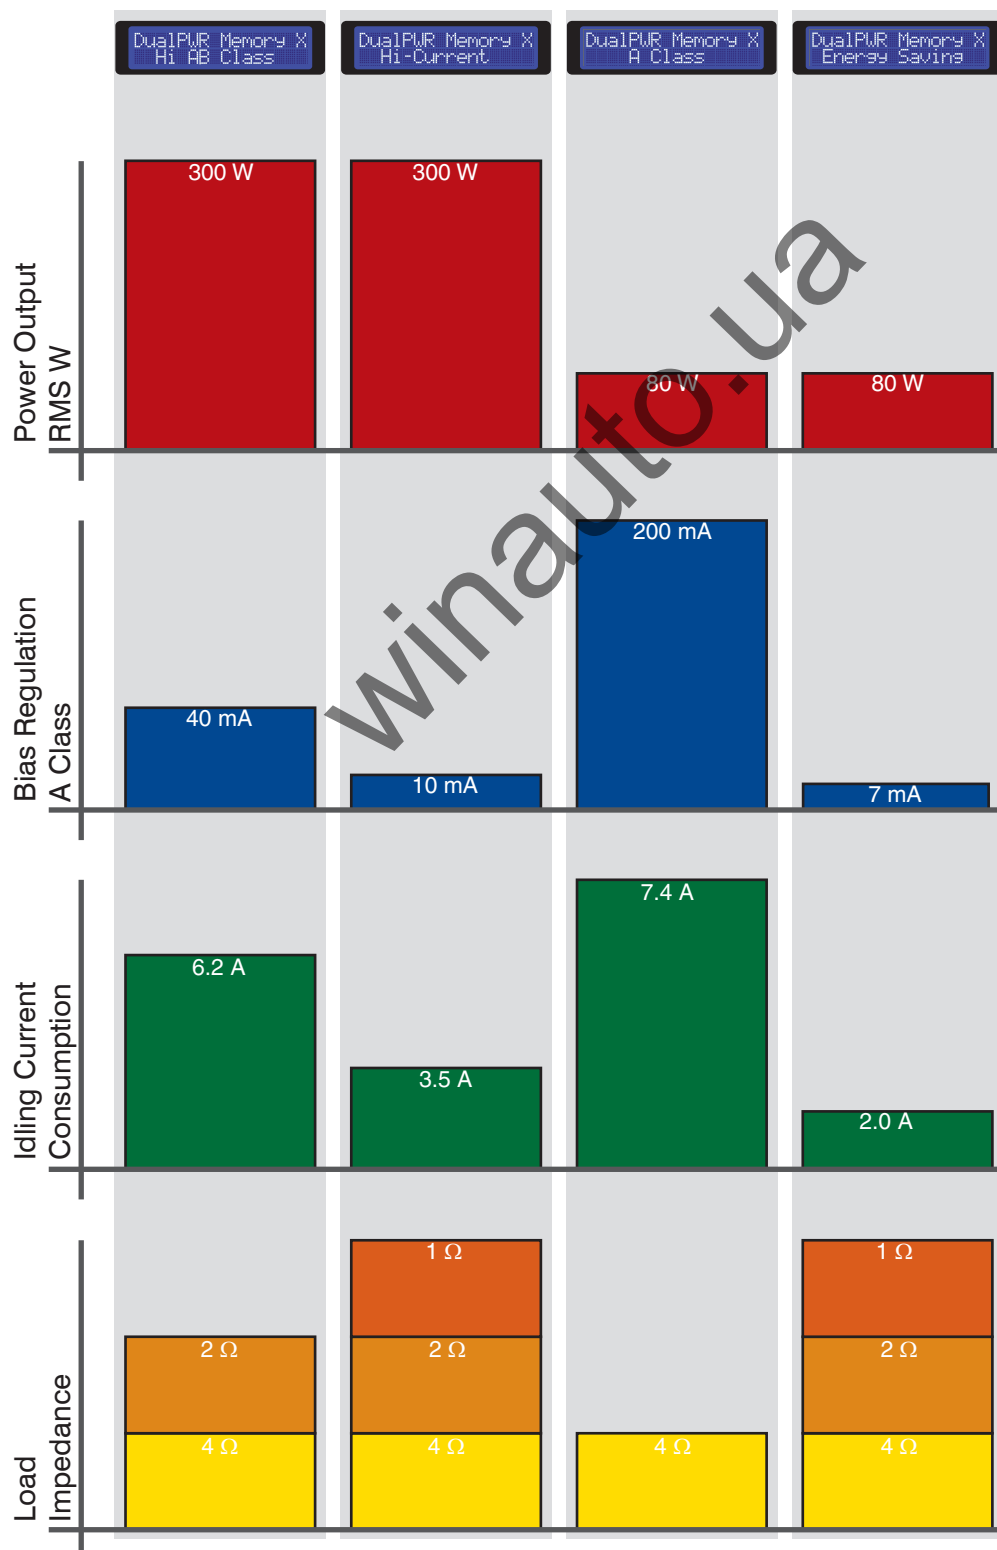 DualPWR Memory X
Hi AB Class
DualPWR Memory X
Hi-Current
DualPWR Memory X
A Class
DualPWR Memory X
Energy Saving
Power Output
RMS W
300 W
300 W
80 W
80 W
Bias Regulation
A Class
40 mA
10 mA
200 mA
7 mA
Idling Current
Consumption
6.2 A
3.5 A
7.4 A
2.0 A
Load
Impedance
2 Ω
4 Ω
1 Ω
2 Ω
4 Ω
4 Ω
1 Ω
2 Ω
4 Ω
winauto.ua